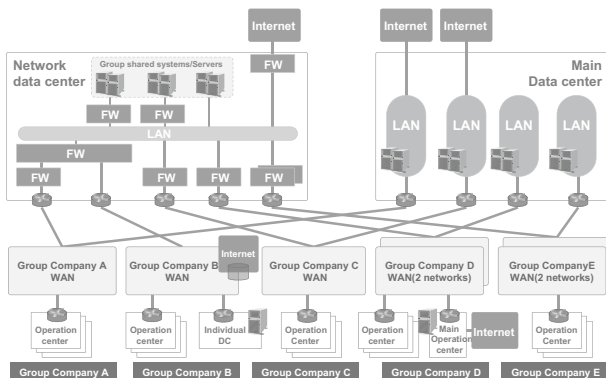 Internet
Internet
Internet
Network
data center
Group shared systems/Servers
FW
Main
Data center
FW
FW
LAN
LAN
LAN
LAN
LAN
FW
FW
FW
FW
FW
Group Company A
WAN
Group Company B
WAN
Internet
Group Company C
WAN
Group Company D
WAN(2 networks)
Group CompanyE
WAN(2 networks)
Operation
center
Operation
center
Individual
DC
Operation
Center
Operation
center
Main
Operation
center
Internet
Operation
Center
Group Company A
Group Company B
Group Company C
Group Company D
Group Company E